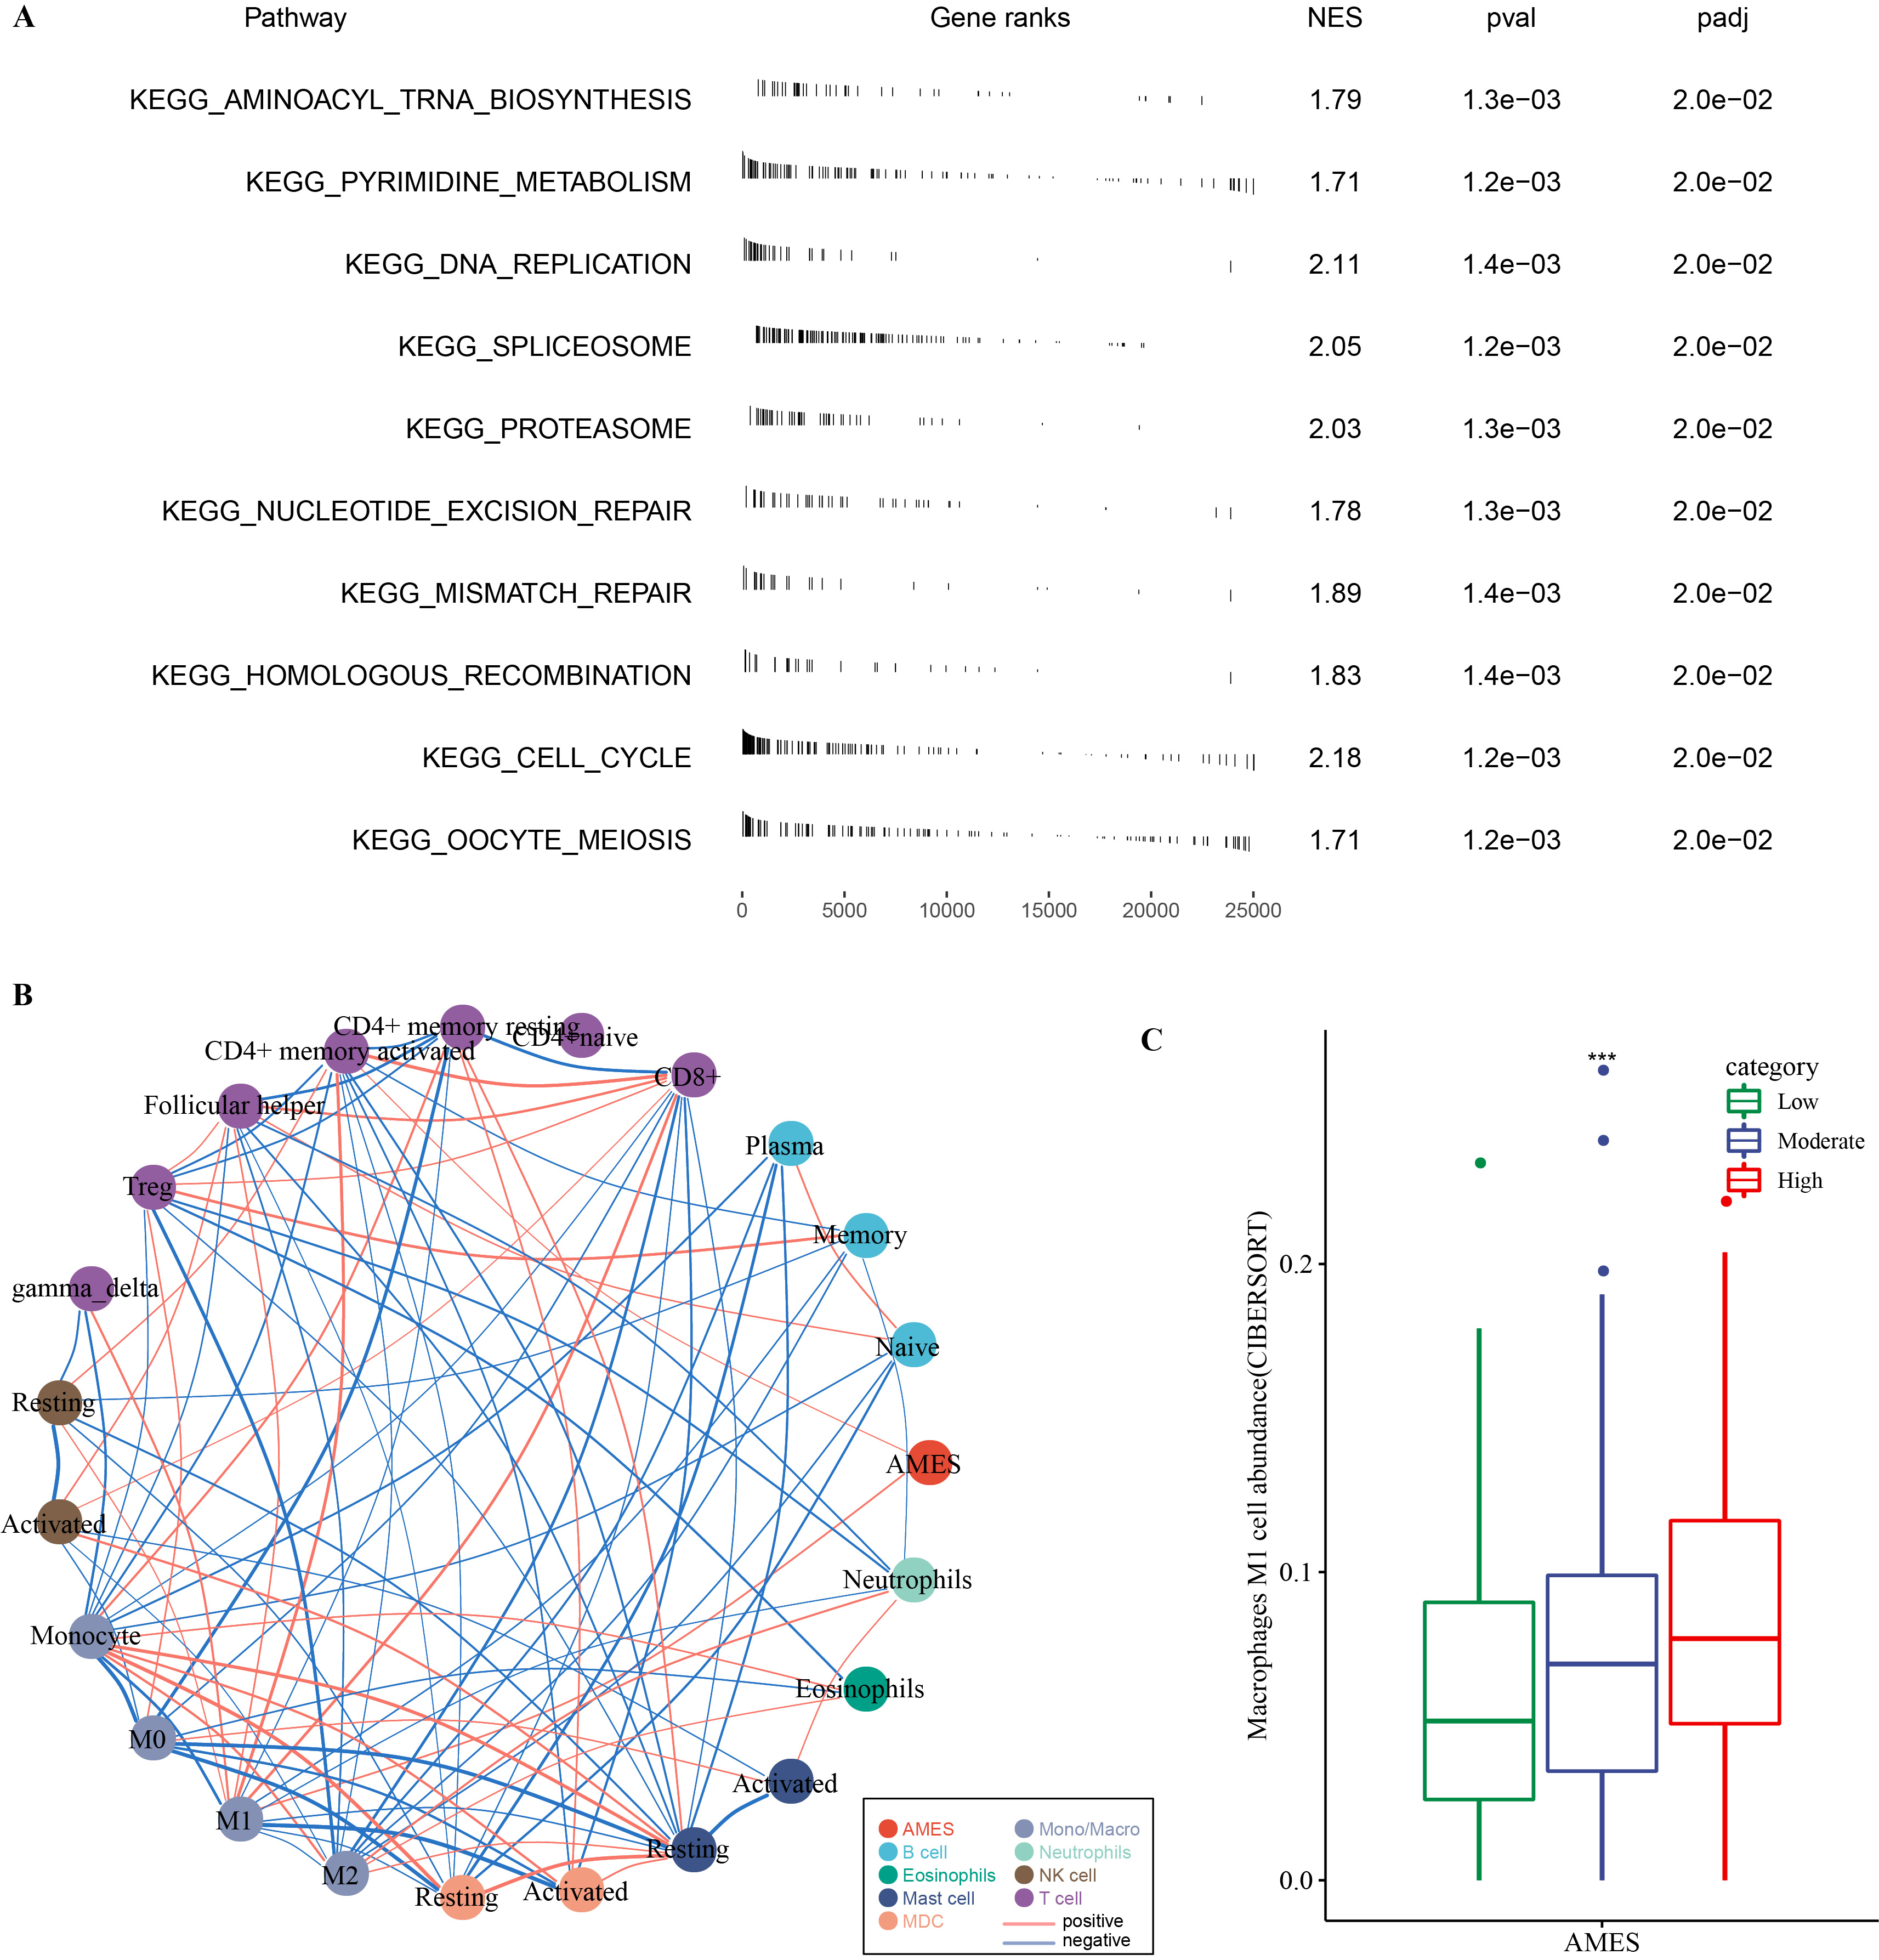 A
Pathway Gene ranks NES pval padj
KEGG_AMINOACYL_TRNA_BIOSYNTHESIS 1.79 1.3e−03 2.0e−02
KEGG_PYRIMIDINE_METABOLISM 1.71 1.2e−03 2.0e−02
KEGG_DNA_REPLICATION 2.11 1.4e−03 2.0e−02
KEGG_SPLICEOSOME 2.05 1.2e−03 2.0e−02
KEGG_PROTEASOME 2.03 1.3e−03 2.0e−02
KEGG_NUCLEOTIDE_EXCISION_REPAIR 1.78 1.3e−03 2.0e−02
KEGG_MISMATCH_REPAIR 1.89 1.4e−03 2.0e−02
KEGG_HOMOLOGOUS_RECOMBINATION 1.83 1.4e−03 2.0e−02
KEGG_CELL_CYCLE 2.18 1.2e−03 2.0e−02
KEGG_OOCYTE_MEIOSIS 1.71 1.2e−03 2.0e−02
0 5000 10000 15000 20000 25000
B
CD4+ memory resting
CD4+naive
CD4+ memory activated
CD8+
Follicular helper
Plasma
Treg
Memory
gamma_delta
Naive
Resting
AMES
Activated
Neutrophils
Monocyte
Eosinophils
M0
Activated
M1
Resting
M2
Resting
Activated
AMES
B cell
Eosinophils
Mast cell
MDC
Mono/Macro
Neutrophils
NK cell
T cell
positive
negative
C
***
category
Low
Moderate
High
Macrophages M1 cell abundance(CIBERSORT)
0.2
0.1
0.0
AMES